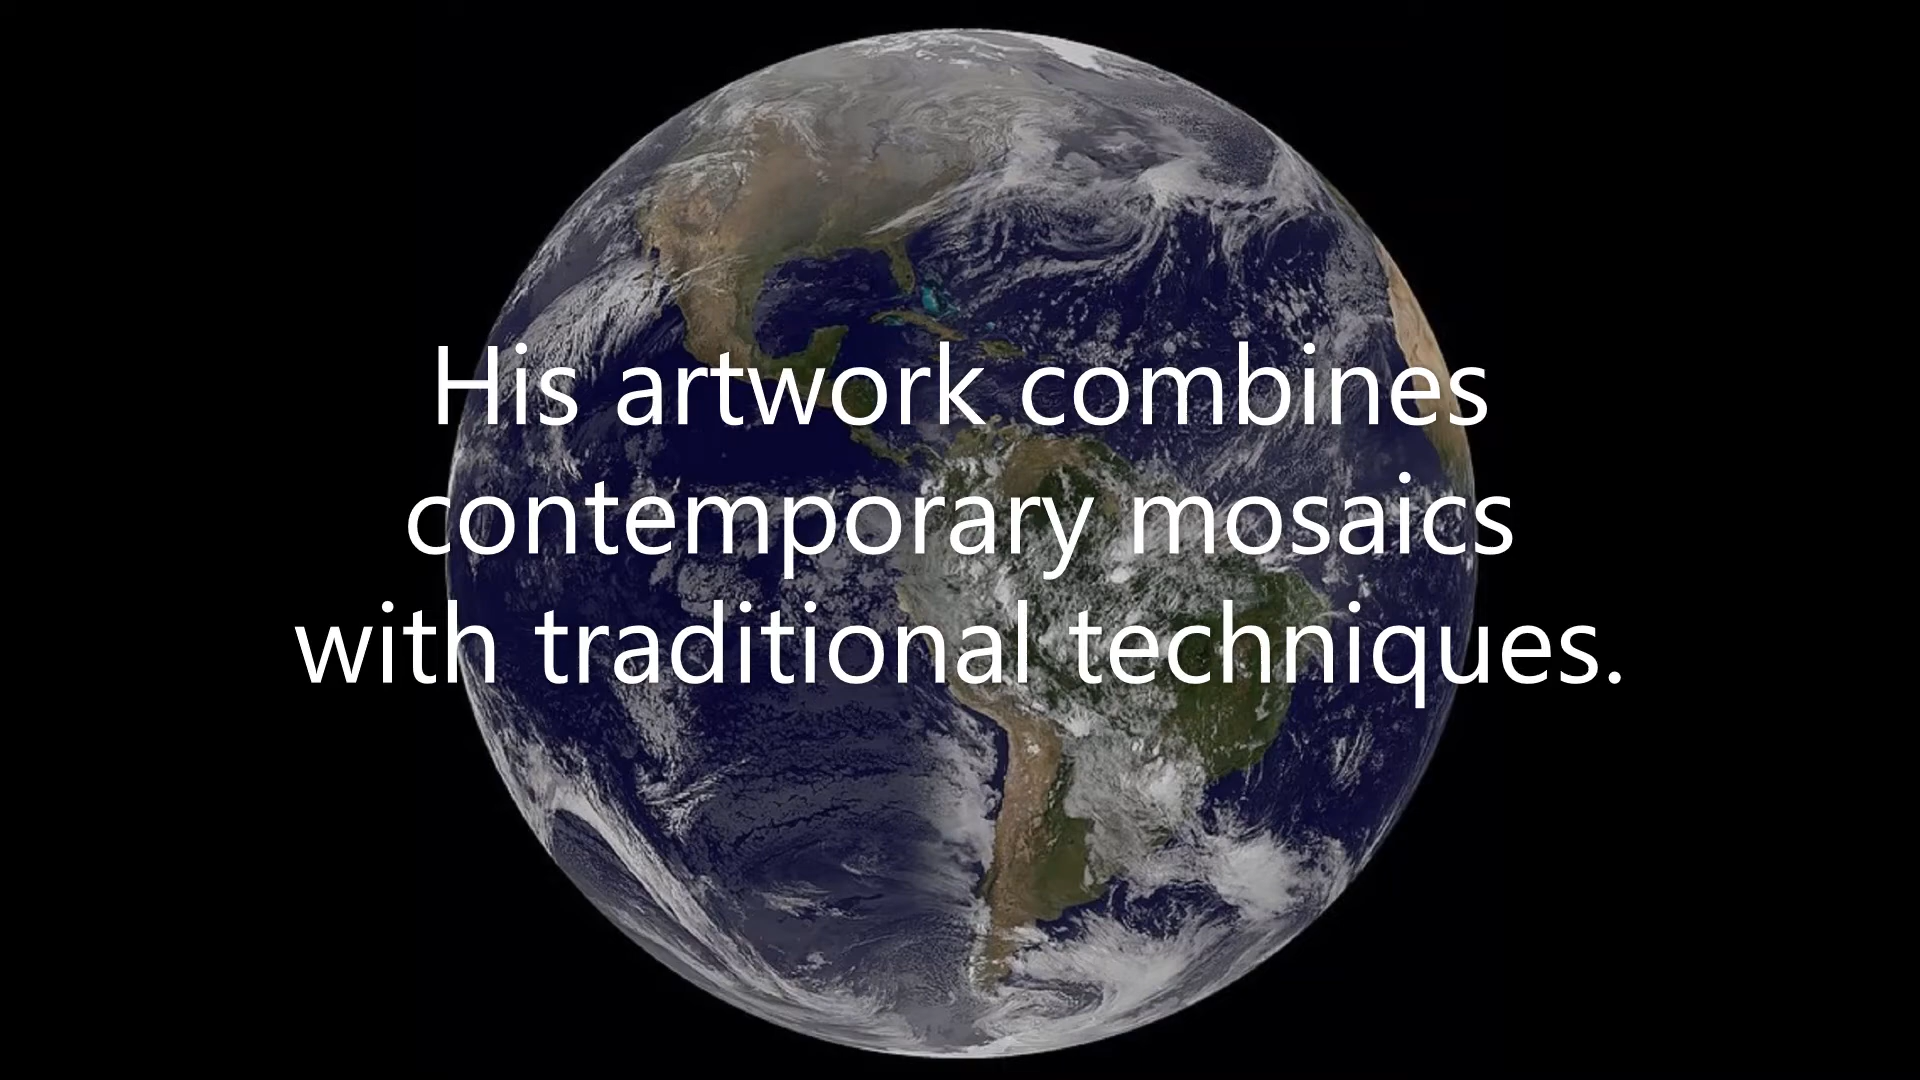 His artwork combines
contemporary mosaics
with traditional techniques.